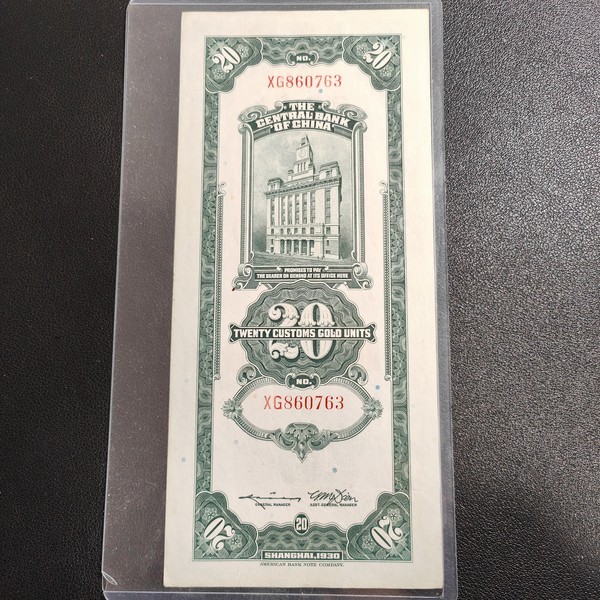 20 NO. 20
XG860763
THE
CENTRAL BANK
OF CHINA
PROMISES TO PAY
THE BEARER ON DEMAND AT ITS OFFICE HERE
20
TWENTY CUSTOMS GOLD UNITS
NO.
XG860763
GENERAL MANAGER ASST. GENERAL MANAGER
20 20 20
SHANGHAI, 1930
AMERICAN BANK NOTE COMPANY.